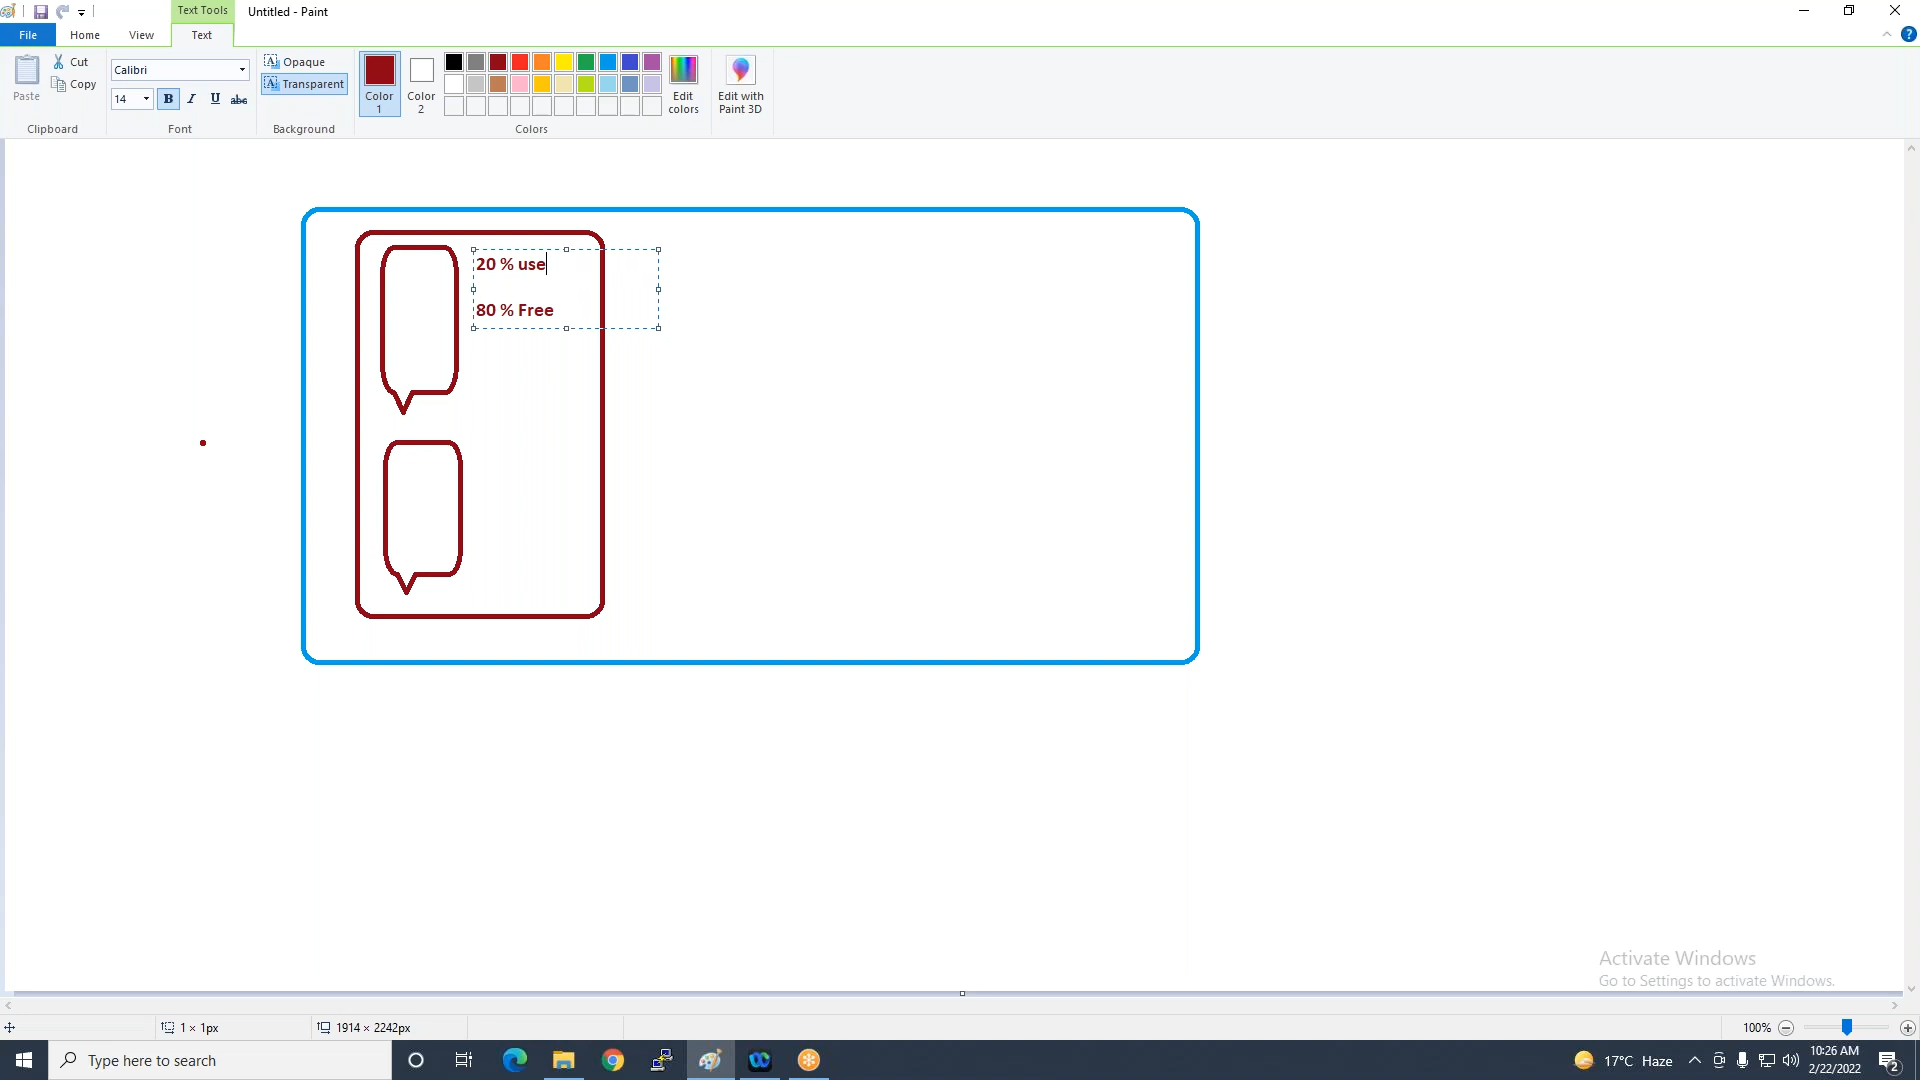 Text Tools
Untitled - Paint
File
Home
View
Text
Paste
Cut
Copy
Clipboard
Calibri
14
B
I
U
abc
Font
Opaque
Transparent
Background
Color
1
Color
2
Edit
colors
Colors
Edit with
Paint 3D
20 % use
80 % Free
Activate Windows
Go to Settings to activate Windows.
1 × 1px
1914 × 2242px
100%
Type here to search
17°C Haze
10:26 AM
2/22/2022
2